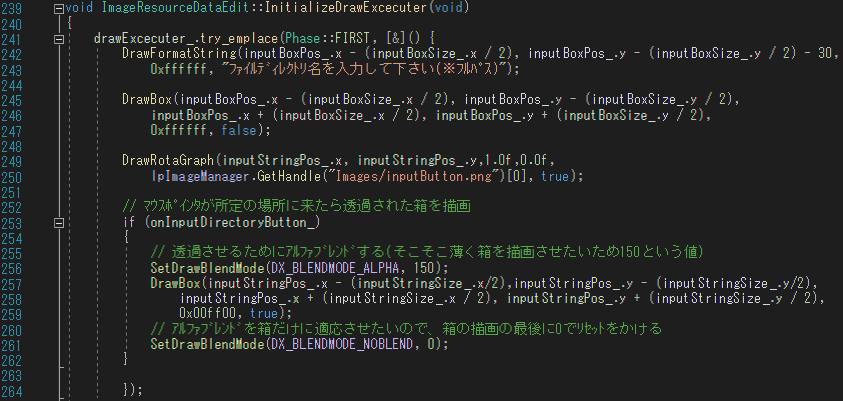 239 void ImageResourceDataEdit::InitializeDrawExcecuter(void)
240 {
241 drawExcecuter_.try_emplace(Phase::FIRST, [&]() {
242 DrawFormatString(inputBoxPos_.x - (inputBoxSize_.x / 2), inputBoxPos_.y - (inputBoxSize_.y / 2) - 30,
243 0xffffff, "ﾌｧｲﾙﾃﾞｨﾚｸﾄﾘ名を入力して下さい(※ﾌﾙﾊﾟｽ)");
244
245 DrawBox(inputBoxPos_.x - (inputBoxSize_.x / 2), inputBoxPos_.y - (inputBoxSize_.y / 2),
246 inputBoxPos_.x + (inputBoxSize_.x / 2), inputBoxPos_.y + (inputBoxSize_.y / 2),
247 0xffffff, false);
248
249 DrawRotaGraph(inputStringPos_.x, inputStringPos_.y,1.0f,0.0f,
250 lpImageManager.GetHandle("Images/inputButton.png")[0], true);
251
252 // ﾏｳｽﾎﾟｲﾝﾀが所定の場所に来たら透過された箱を描画
253 if (onInputDirectoryButton_)
254 {
255 // 透過させるためにｱﾙﾌｧﾌﾞﾚﾝﾄﾞする(そこそこ薄く箱を描画させたいため150という値)
256 SetDrawBlendMode(DX_BLENDMODE_ALPHA, 150);
257 DrawBox(inputStringPos_.x - (inputStringSize_.x/2),inputStringPos_.y - (inputStringSize_.y/2),
258 inputStringPos_.x + (inputStringSize_.x / 2), inputStringPos_.y + (inputStringSize_.y / 2),
259 0x00ff00, true);
260 // ｱﾙﾌｧﾌﾞﾚﾝﾄﾞを箱だけに適応させたいので、箱の描画の最後に0でﾘｾｯﾄをかける
261 SetDrawBlendMode(DX_BLENDMODE_NOBLEND, 0);
262 }
263
264 });